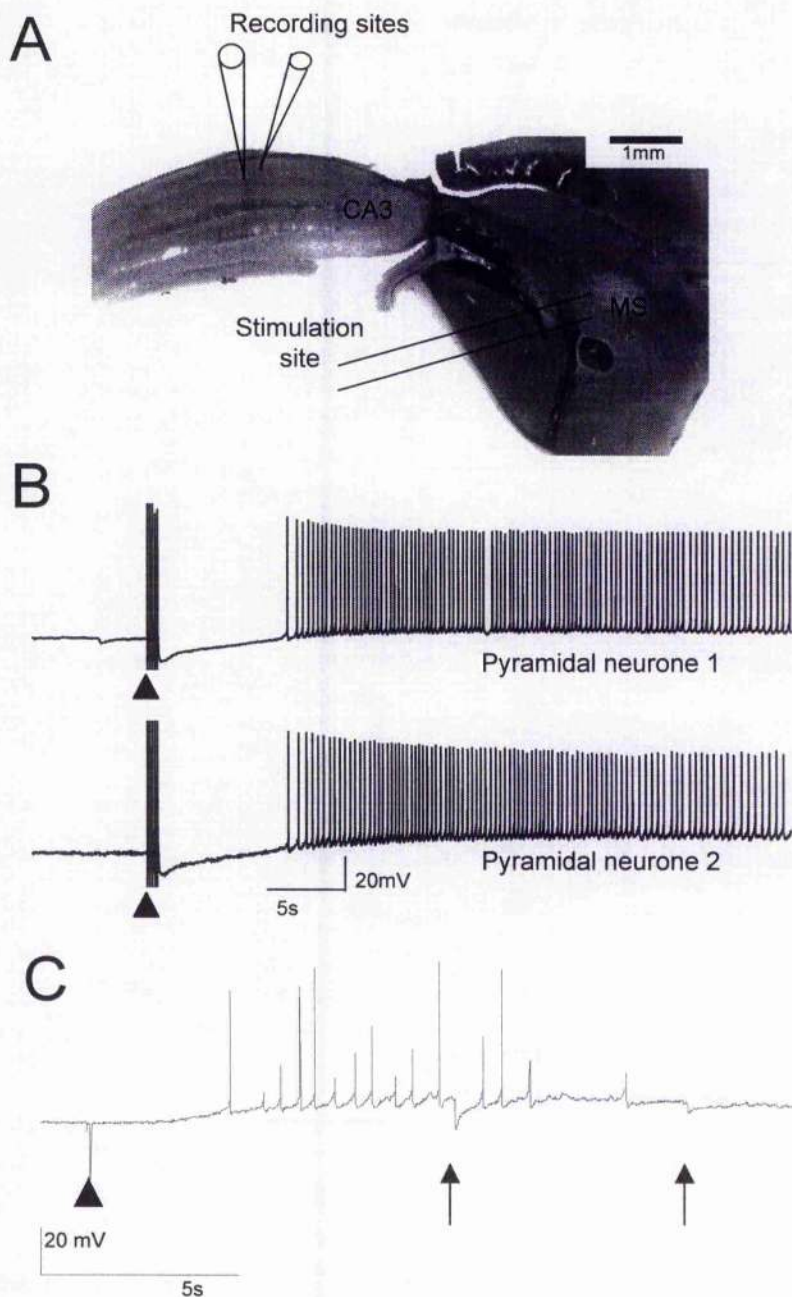 A
Recording sites
1mm
CA3
MS
Stimulation
site
B
Pyramidal neurone 1
Pyramidal neurone 2
20mV
5s
C
20 mV
5s